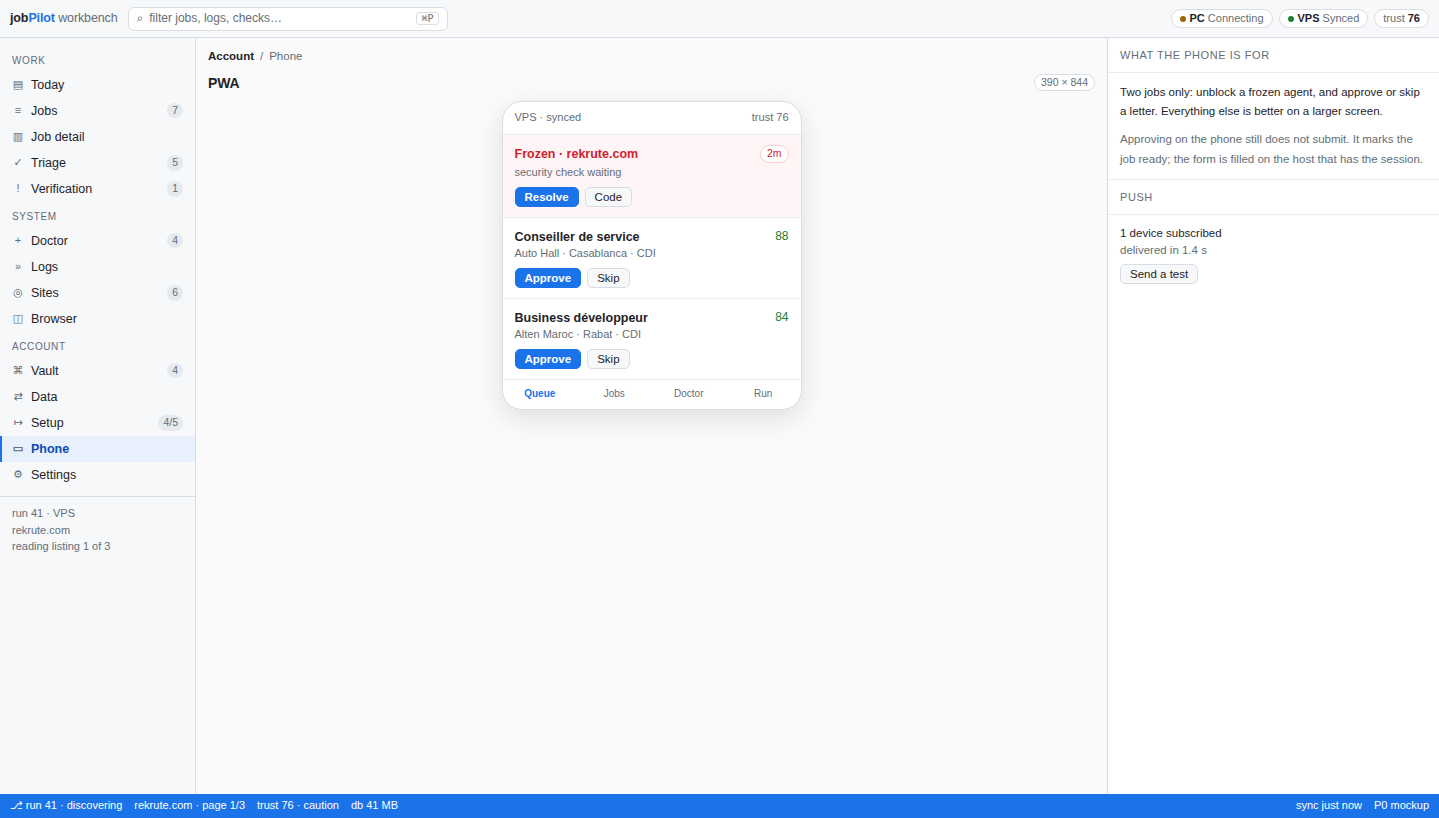 jobPilot workbench
filter jobs, logs, checks…
⌘P
PC Connecting
VPS Synced
trust 76
WORK
Today
Jobs 7
Job detail
Triage 5
Verification 1
SYSTEM
Doctor 4
Logs
Sites 6
Browser
ACCOUNT
Vault 4
Data
Setup 4/5
Phone
Settings
run 41 · VPS
rekrute.com
reading listing 1 of 3
Account / Phone
PWA
390 × 844
VPS · synced trust 76
Frozen · rekrute.com 2m
security check waiting
Resolve Code
Conseiller de service 88
Auto Hall · Casablanca · CDI
Approve Skip
Business développeur 84
Alten Maroc · Rabat · CDI
Approve Skip
Queue Jobs Doctor Run
WHAT THE PHONE IS FOR
Two jobs only: unblock a frozen agent, and approve or skip
a letter. Everything else is better on a larger screen.
Approving on the phone still does not submit. It marks the
job ready; the form is filled on the host that has the session.
PUSH
1 device subscribed
delivered in 1.4 s
Send a test
run 41 · discovering rekrute.com · page 1/3 trust 76 · caution db 41 MB
sync just now P0 mockup